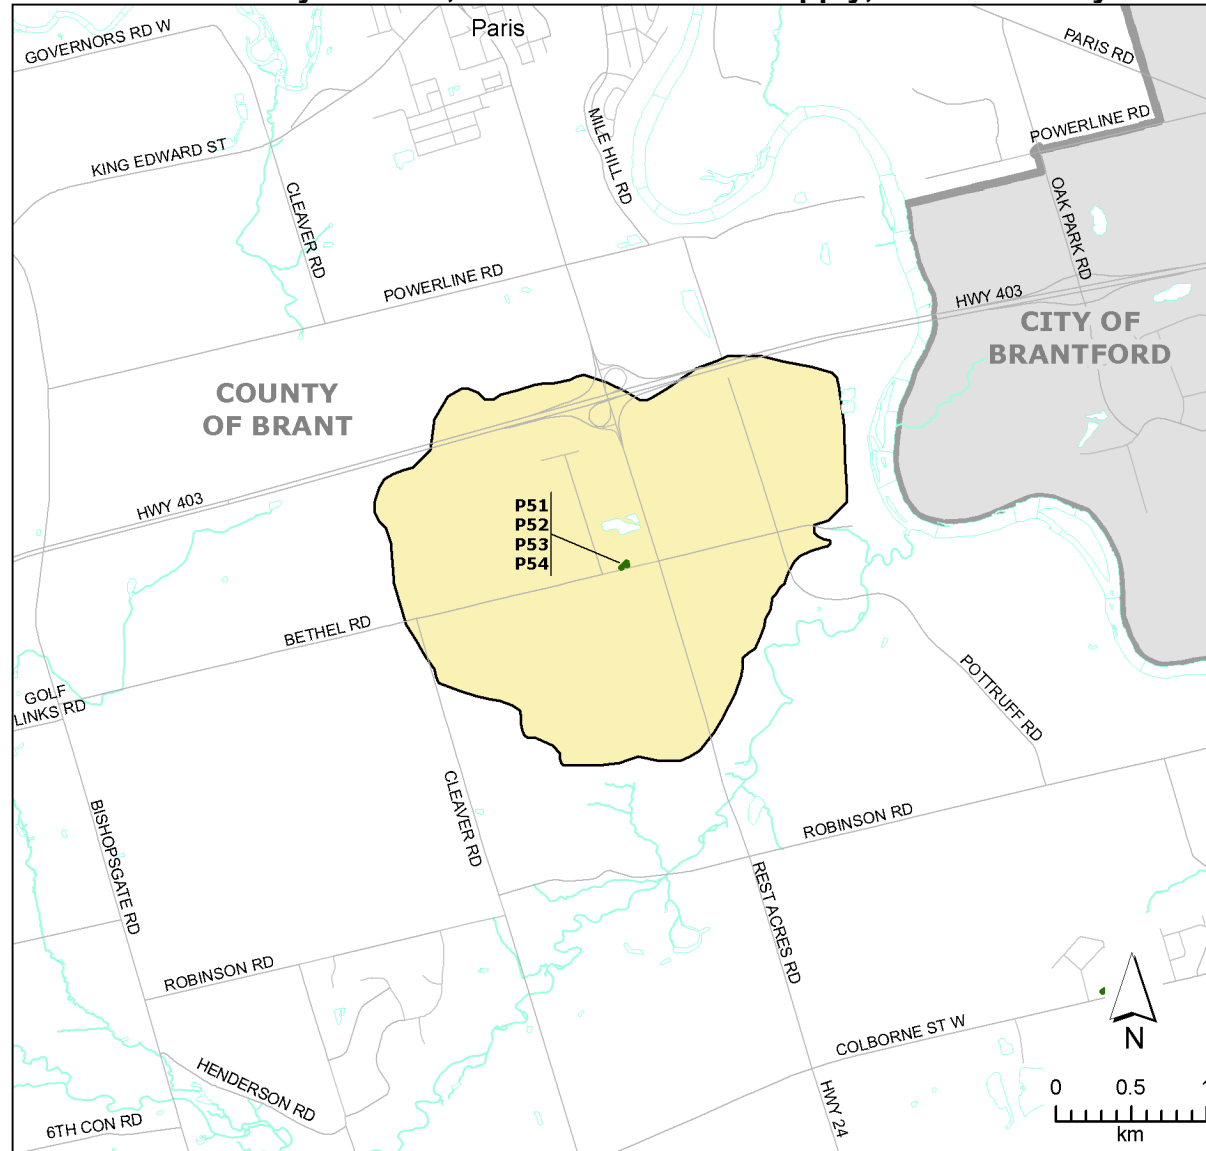 Paris
GOVERNORS RD W
PARIS RD
POWERLINE RD
KING EDWARD ST
MILE HILL RD
CLEAVER RD
OAK PARK RD
POWERLINE RD
HWY 403
CITY OF
BRANTFORD
COUNTY
OF BRANT
HWY 403
P51
P52
P53
P54
BETHEL RD
GOLF
LINKS RD
POTTRUFF RD
CLEAVER RD
BISHOPSGATE RD
ROBINSON RD
REST ACRES RD
ROBINSON RD
COLBORNE ST W
N
HENDERSON RD
HWY 24
0 0.5 1
km
6TH CON RD